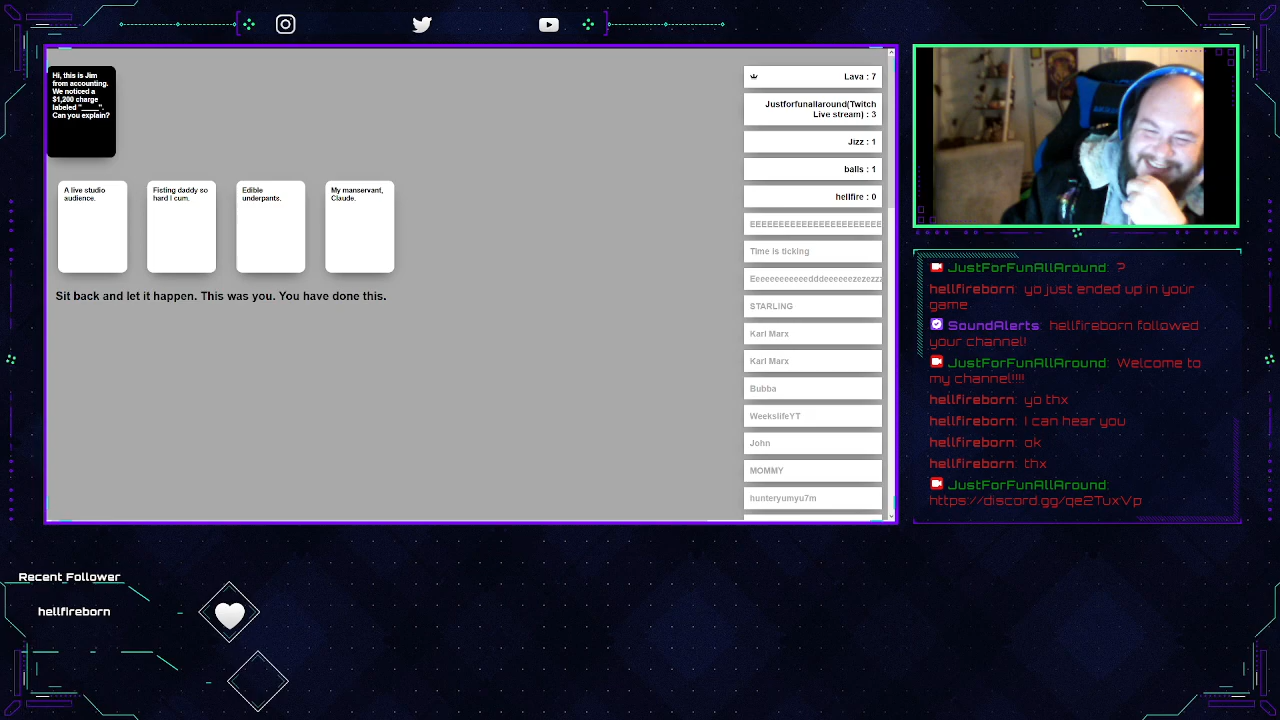 Hi, this is Jim
from accounting.
We noticed a
$1,200 charge
labeled "_____".
Can you explain?
A live studio
audience.
Fisting daddy so
hard I cum.
Edible
underpants.
My manservant,
Claude.
Sit back and let it happen. This was you. You have done this.
Lava : 7
Justforfunallaround(Twitch
Live stream) : 3
Jizz : 1
balls : 1
hellfire : 0
Time is ticking
STARLING
Karl Marx
Karl Marx
Bubba
WeekslifeYT
John
MOMMY
hunteryumyu7m
JustForFunAllAround: ?
hellfireborn: yo just ended up in your
game
SoundAlerts: hellfireborn followed
your channel!
JustForFunAllAround: Welcome to
my channel!!!!
hellfireborn: yo thx
hellfireborn: I can hear you
hellfireborn: ok
hellfireborn: thx
JustForFunAllAround:
https://discord.gg/qe2TuxVp
Recent Follower
hellfireborn